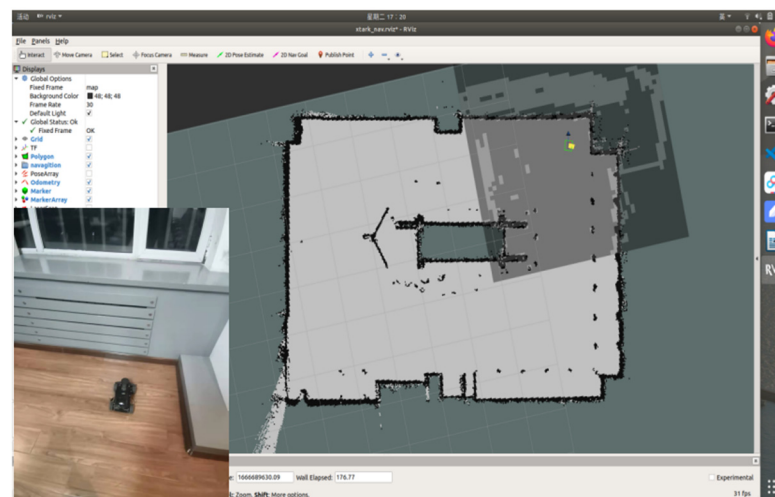 活动 rviz ▾ 星期二 17：20 英 ▾
stark_nav.rviz* - RViz
File Panels Help
Interact Move Camera Select Focus Camera Measure 2D Pose Estimate 2D Nav Goal Publish Point
Displays
Global Options
Fixed Frame map
Background Color 48; 48; 48
Frame Rate 30
Default Light ✓
Global Status: Ok
Fixed Frame OK
Grid ✓
TF
Polygon ✓
navagition ✓
PoseArray
Odometry ✓
Marker ✓
MarkerArray ✓
e: 1666689630.09 Wall Elapsed: 176.77 Experimental
Zoom. Shift: More options. 31 fps